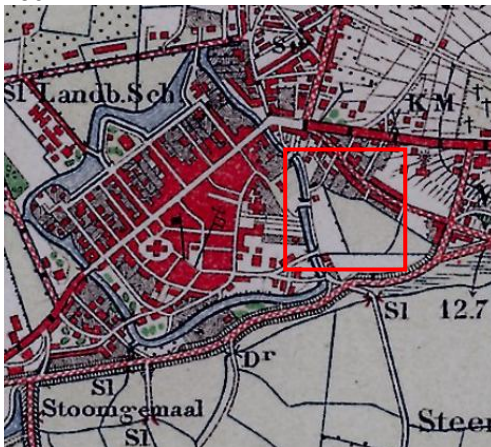 Sl Landb.Sch.
S
K M
Sl
12.7
Dr
Sl
Stoomgemaal
Sl
Steen